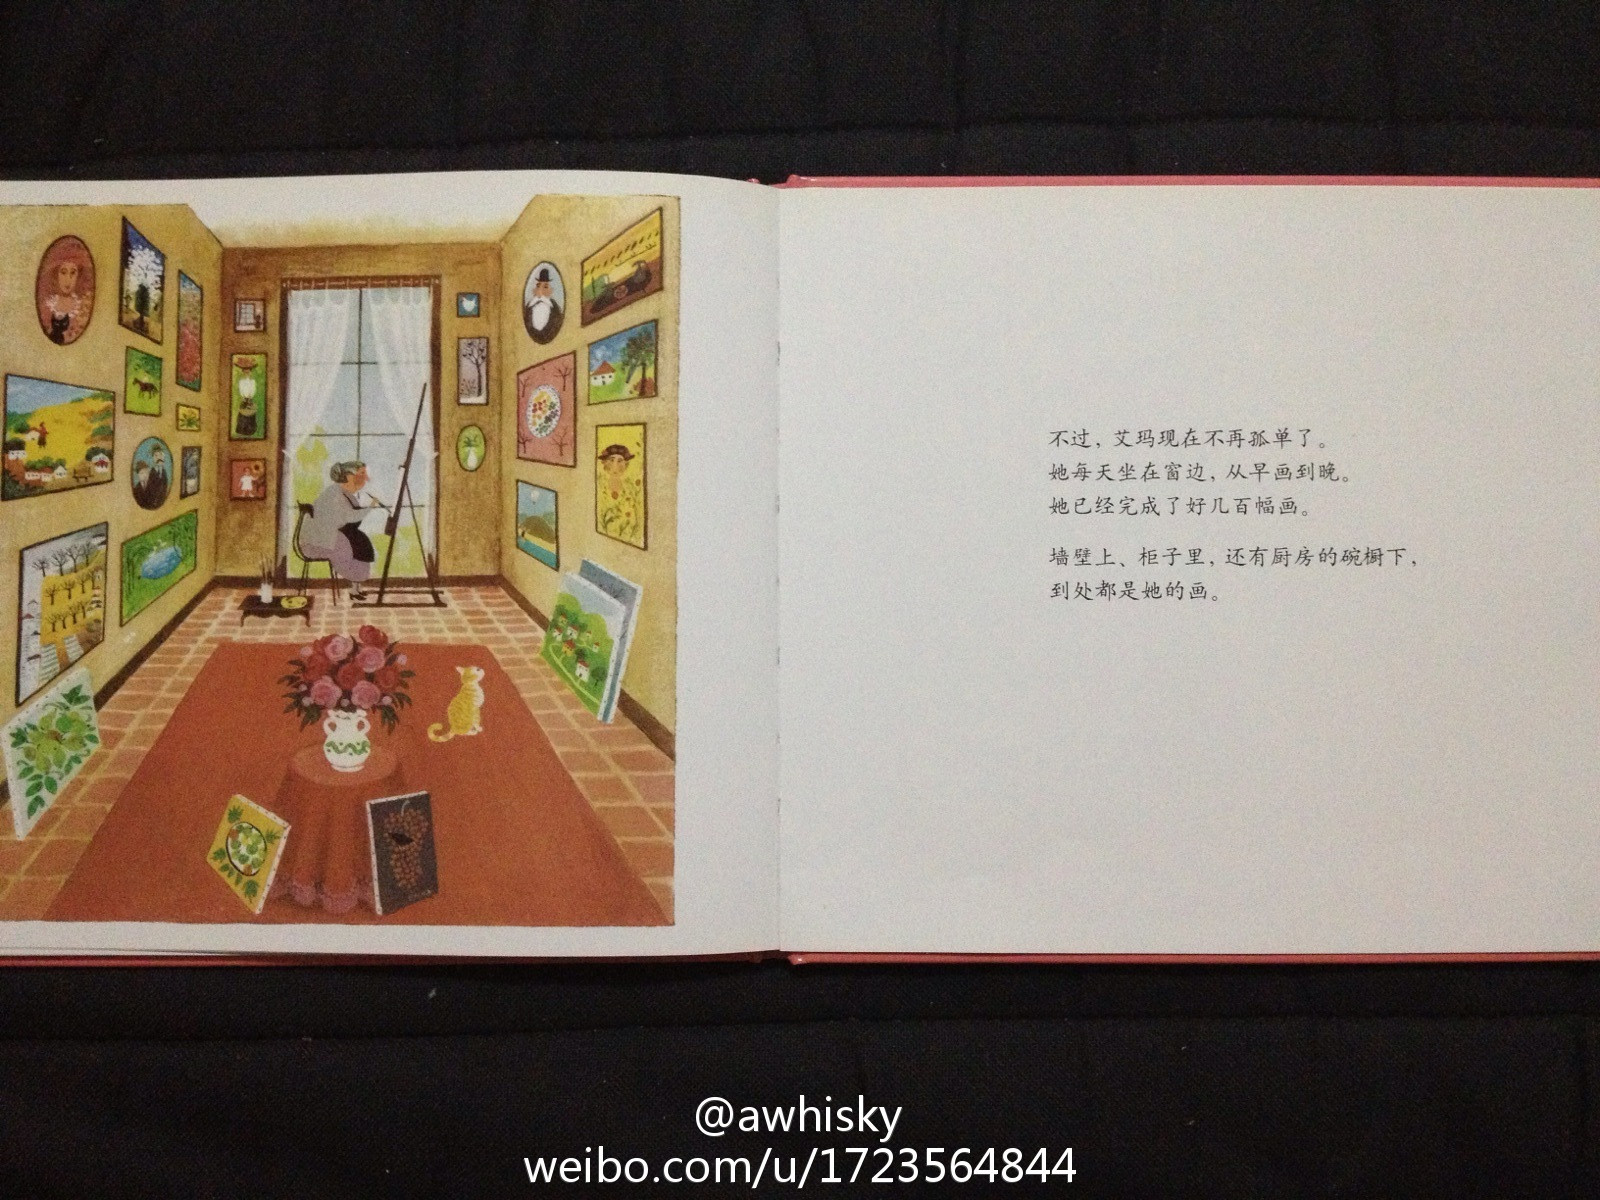 不过，艾玛现在不再孤单了。
她每天坐在窗边，从早画到晚。
她已经完成了好几百幅画。
墙壁上、柜子里，还有厨房的碗橱下，
到处都是她的画。
@awhisky
weibo.com/u/1723564844